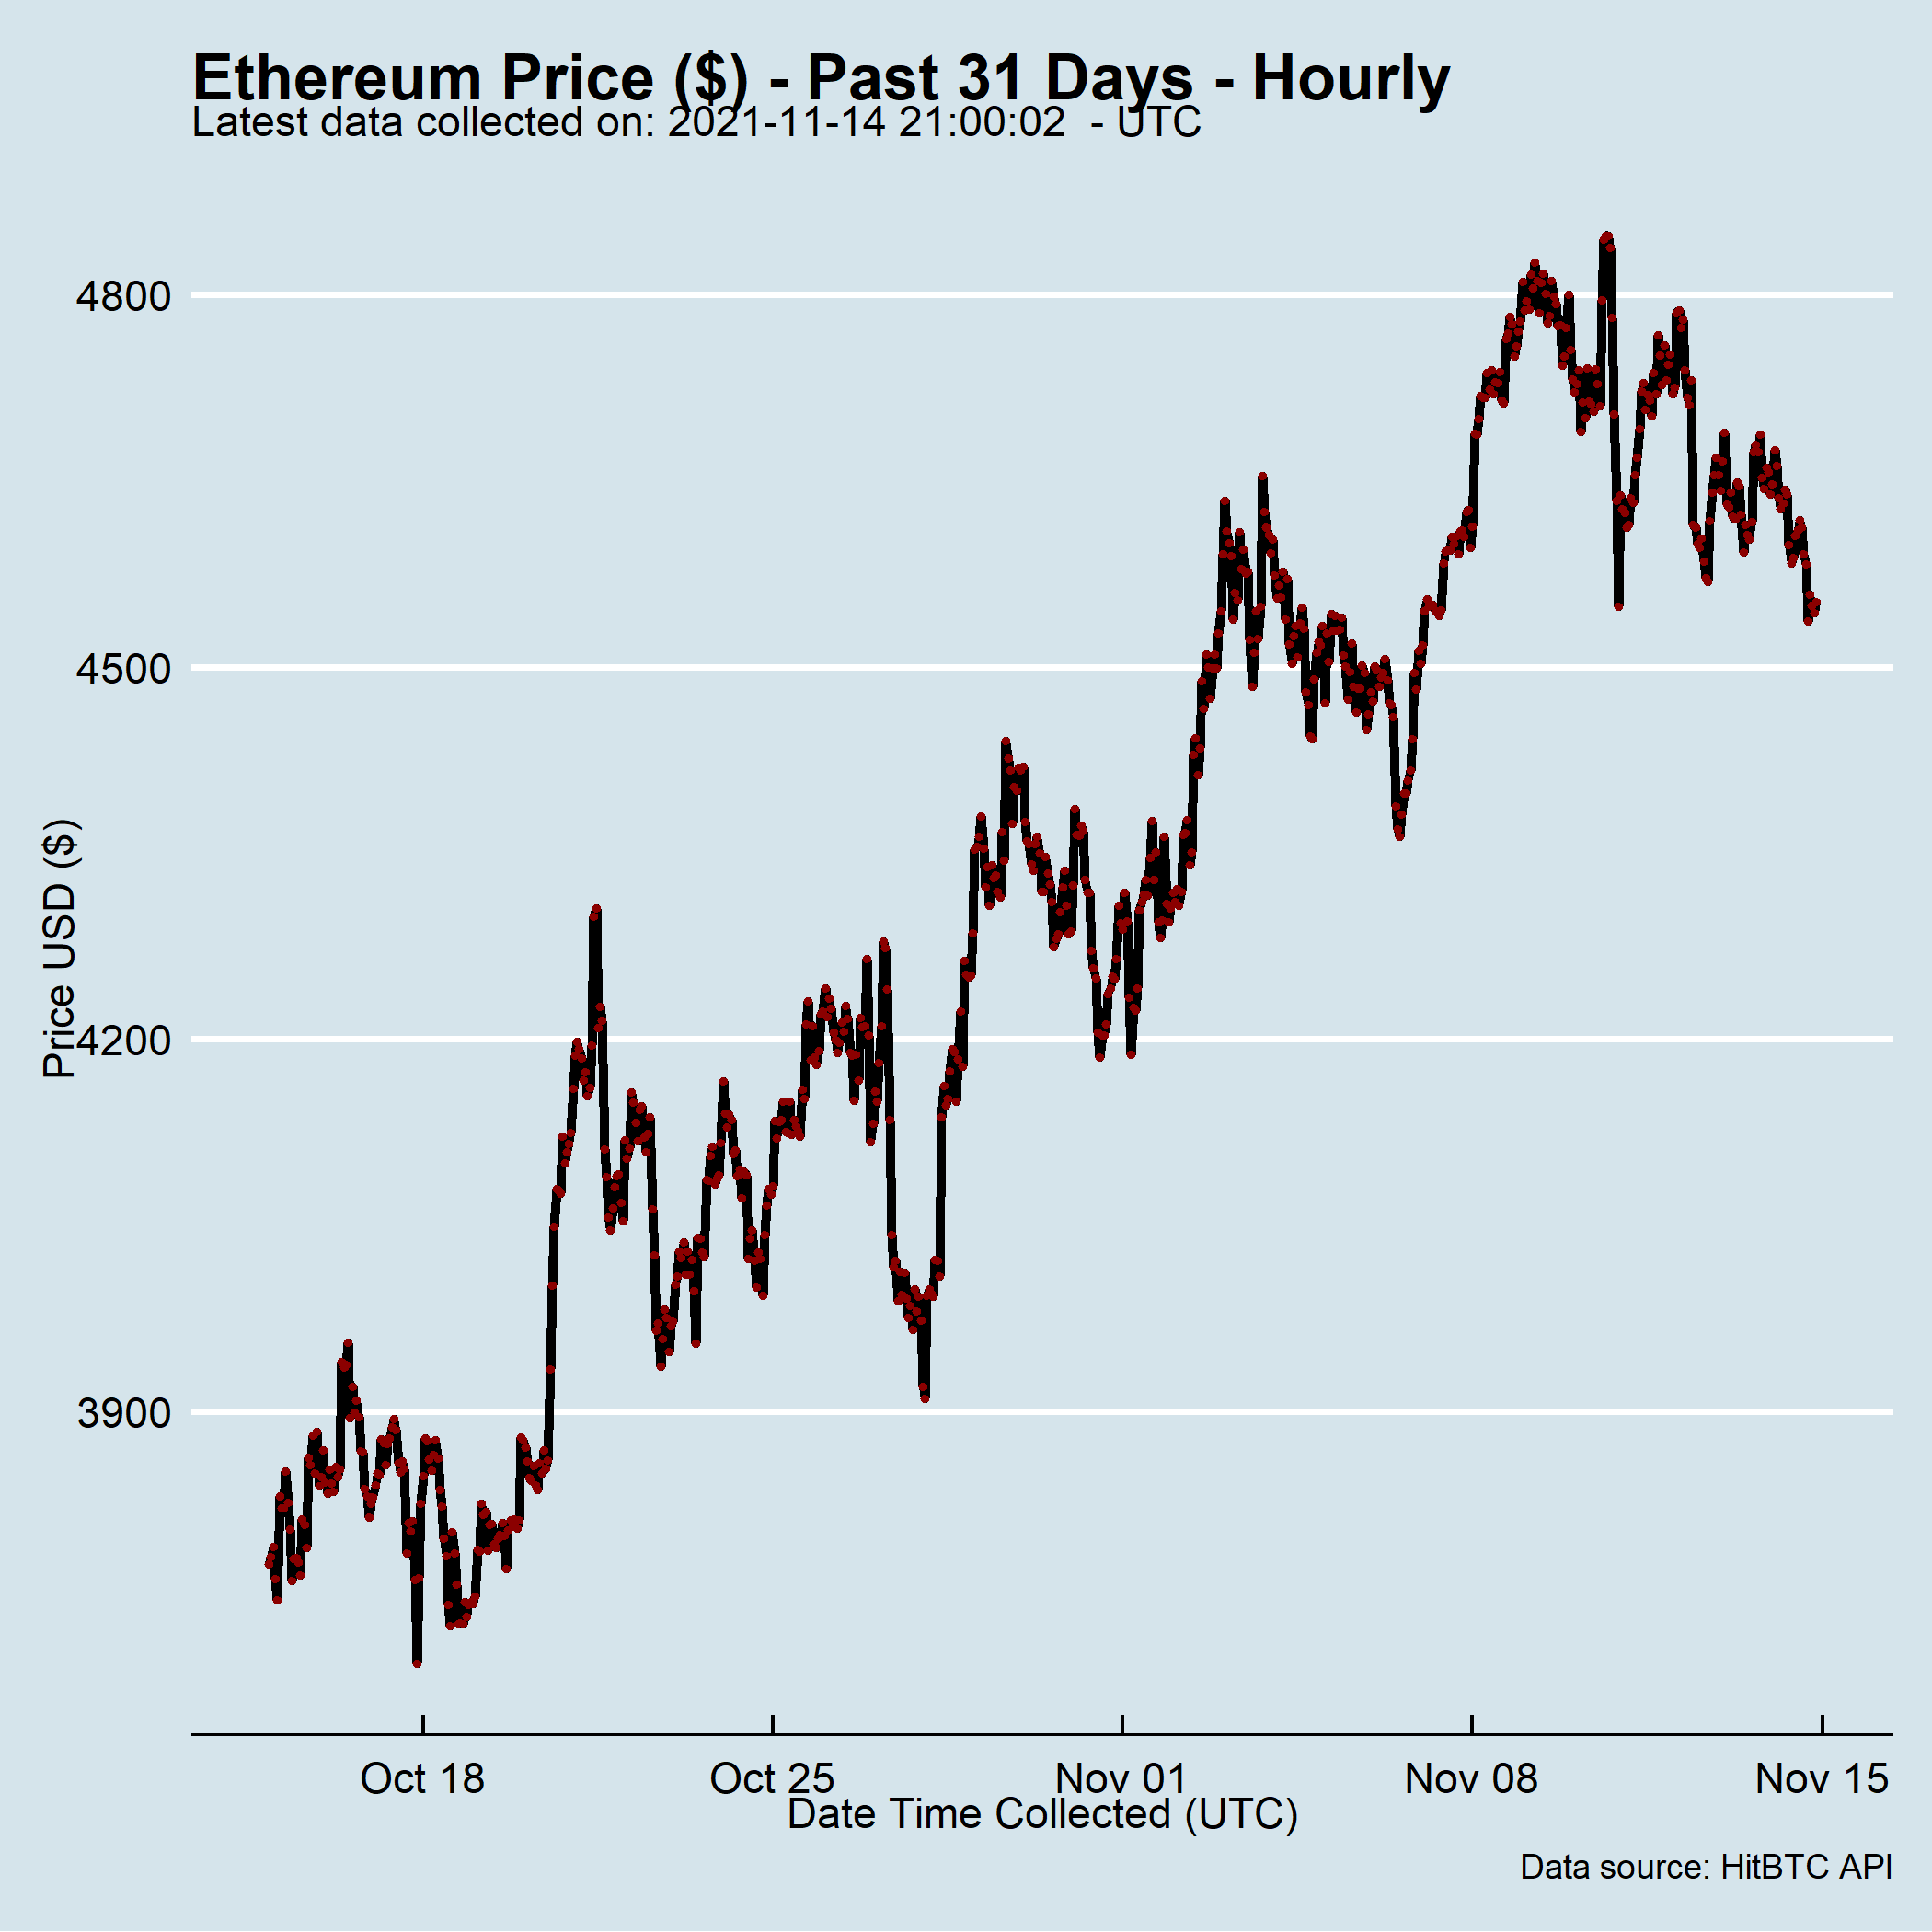 Ethereum Price ($) - Past 31 Days - Hourly
Latest data collected on: 2021-11-14 21:00:02  - UTC
4800
4500
4200
3900
Price USD ($)
Oct 18
Oct 25
Nov 01
Nov 08
Nov 15
Date Time Collected (UTC)
Data source: HitBTC API